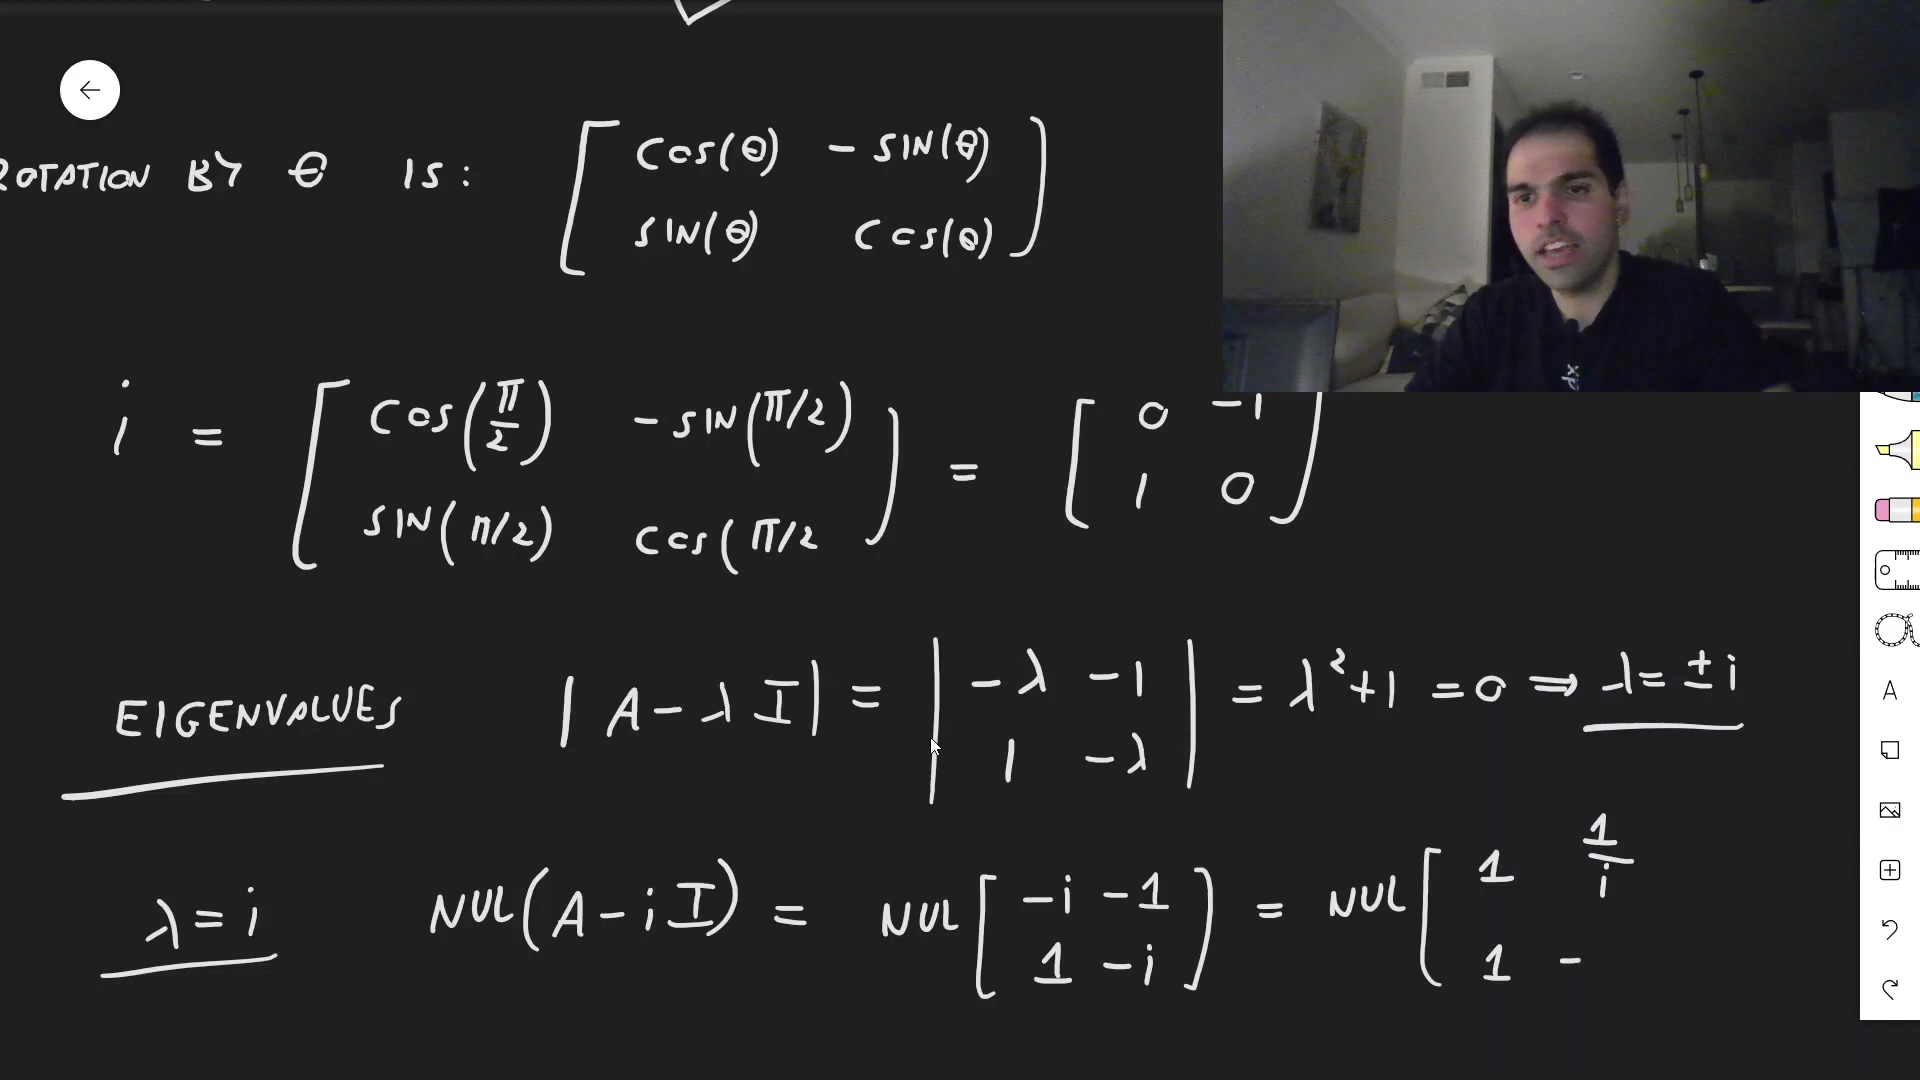 ROTATION BY θ IS: [ cos(θ) - SIN(θ)
SIN(θ) cos(θ) ]
i = [ cos(π/2) - SIN(π/2)
SIN(π/2) cos(π/2 ] = [ 0 -1
1 0 ]
EIGENVALUES |A - λI| = | -λ -1
1 -λ | = λ²+1 = 0 ⇒ λ = ±i
λ = i NUL(A - iI) = NUL [ -i -1
1 -i ] = NUL [ 1 1/i
1 -
A